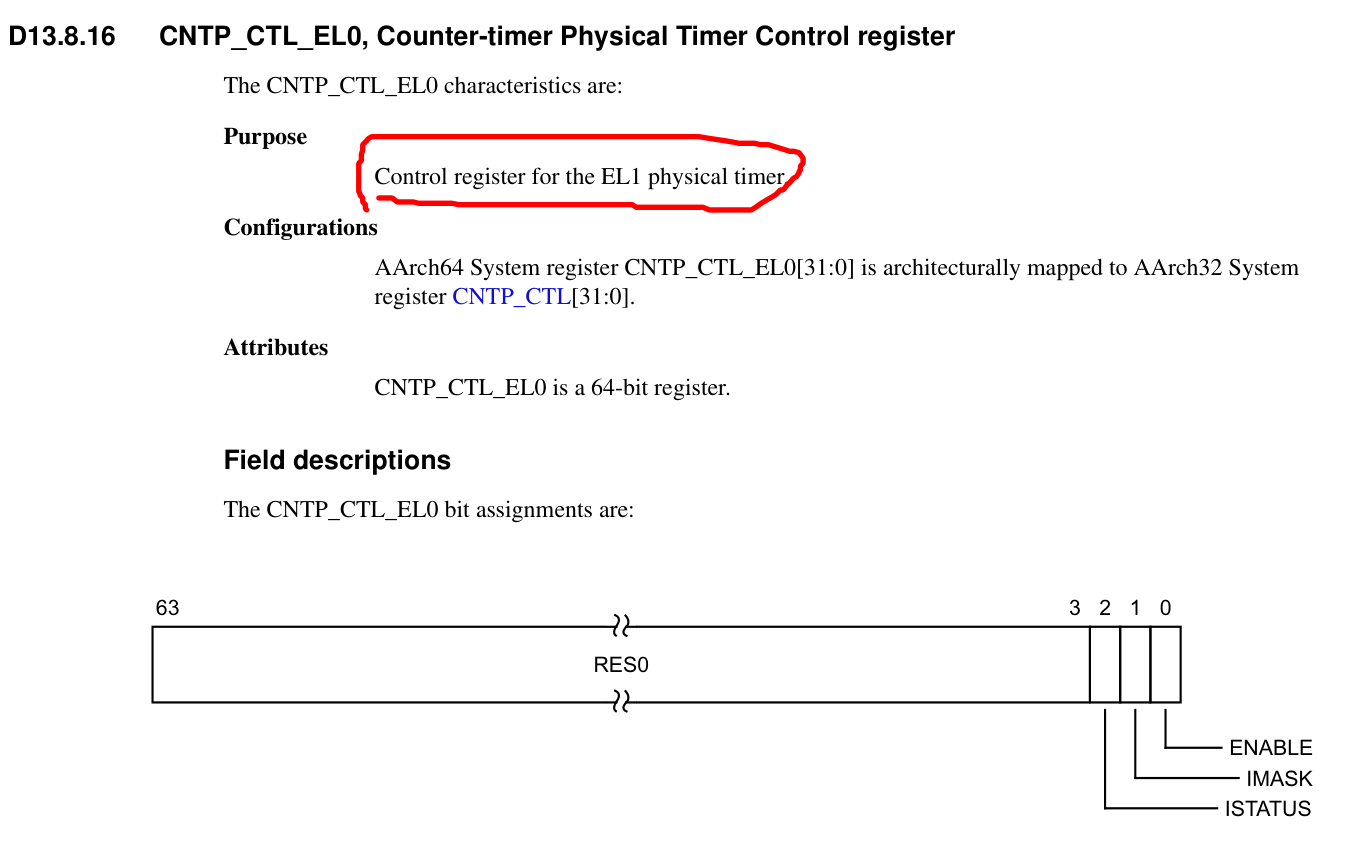 D13.8.16 CNTP_CTL_EL0, Counter-timer Physical Timer Control register
The CNTP_CTL_EL0 characteristics are:
Purpose
Control register for the EL1 physical timer.
Configurations
AArch64 System register CNTP_CTL_EL0[31:0] is architecturally mapped to AArch32 System
register CNTP_CTL[31:0].
Attributes
CNTP_CTL_EL0 is a 64-bit register.
Field descriptions
The CNTP_CTL_EL0 bit assignments are:
63 3 2 1 0
RES0
ENABLE
IMASK
ISTATUS